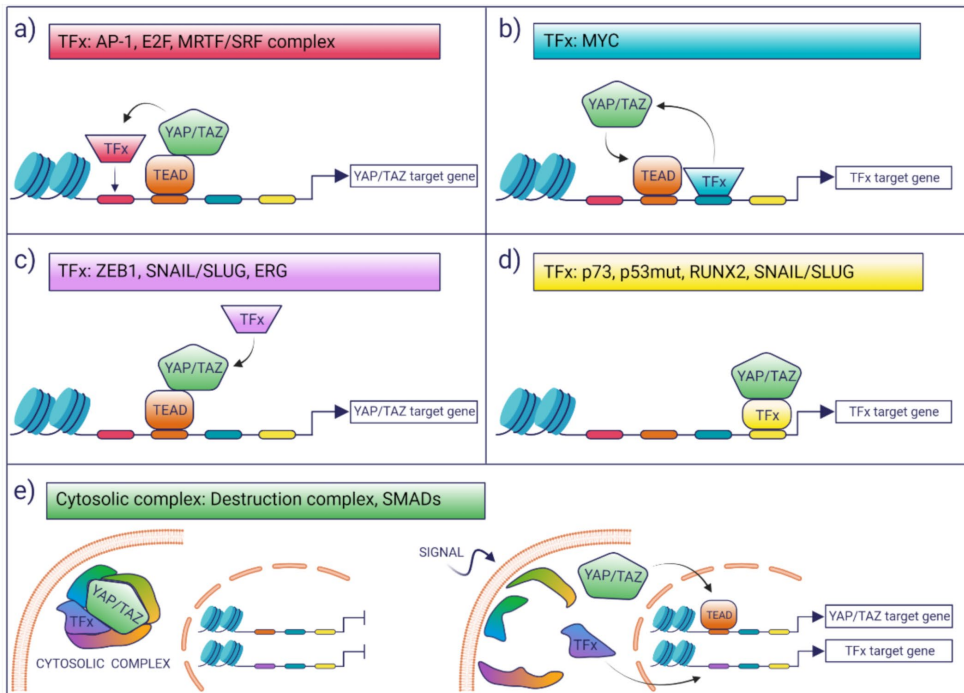 a)
TFx: AP-1, E2F, MRTF/SRF complex
TFx
YAP/TAZ
TEAD
YAP/TAZ target gene
b)
TFx: MYC
YAP/TAZ
TEAD
TFx
TFx target gene
c)
TFx: ZEB1, SNAIL/SLUG, ERG
TFx
YAP/TAZ
TEAD
YAP/TAZ target gene
d)
TFx: p73, p53mut, RUNX2, SNAIL/SLUG
YAP/TAZ
TFx
TFx target gene
e)
Cytosolic complex: Destruction complex, SMADs
YAP/TAZ
TFx
CYTOSOLIC COMPLEX
SIGNAL
YAP/TAZ
TFx
TEAD
YAP/TAZ target gene
TFx target gene